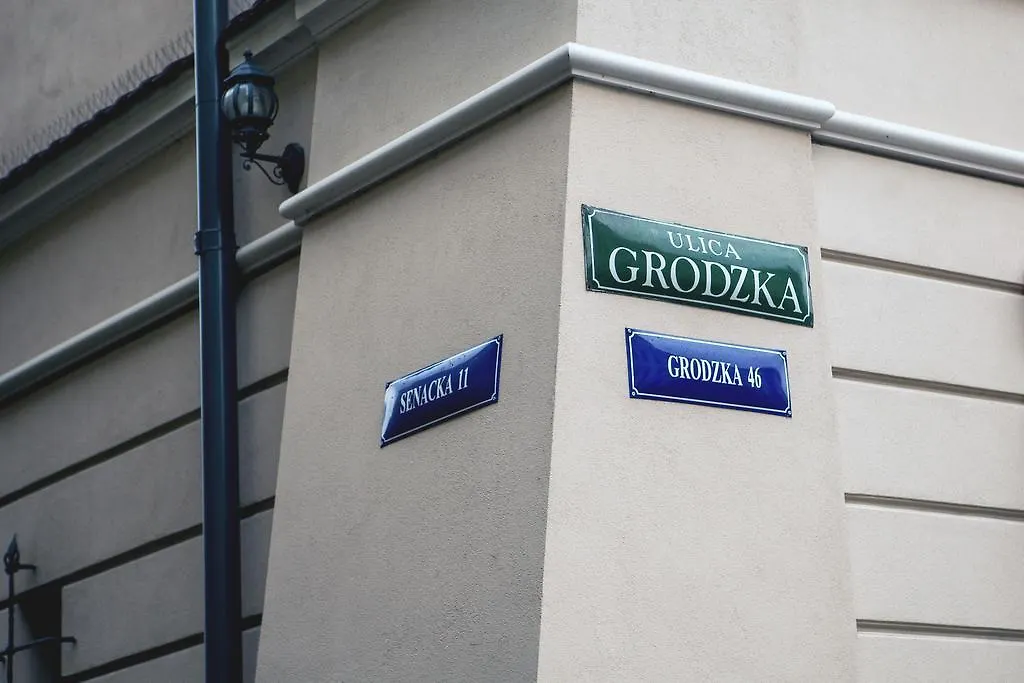 ULICA
GRODZKA
GRODZKA 46
SENACKA 11